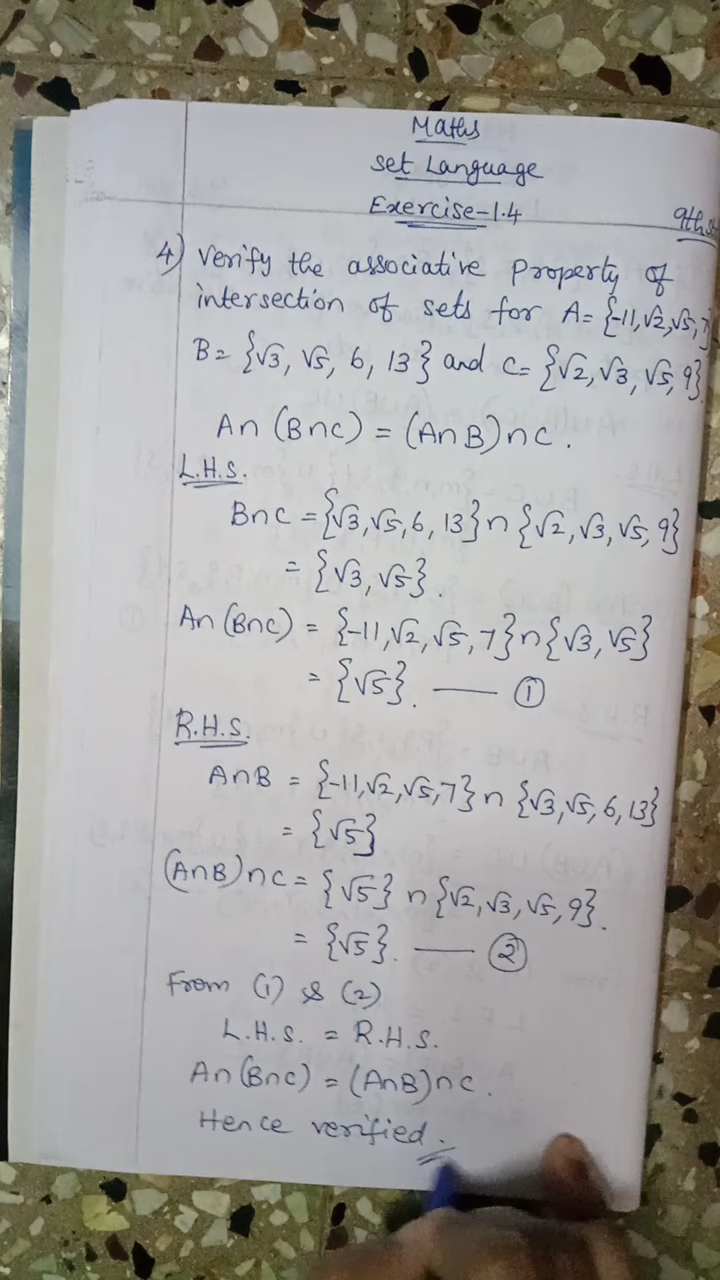 Maths
Set Language
Exercise-1.4
9th
4) Verify the associative property of
intersection of sets for A= {-11,√2,√5,7
B= {√3, √5, 6, 13} and C= {√2,√3, √5, 9}.
A∩(B∩C) = (A∩B)∩C.
L.H.S.
B∩C = {√3,√5,6,13}∩{√2,√3,√5,9}
= {√3,√5}.
A∩(B∩C) = {-11,√2,√5,7}∩{√3,√5}
= {√5}. —— ①
R.H.S.
A∩B = {-11,√2,√5,7}∩{√3,√5,6,13}
= {√5}
(A∩B)∩C = {√5}∩{√2,√3,√5,9}.
= {√5}. —— ②
From (1) & (2)
L.H.S. = R.H.S.
A∩(B∩C) = (A∩B)∩C.
Hence verified.